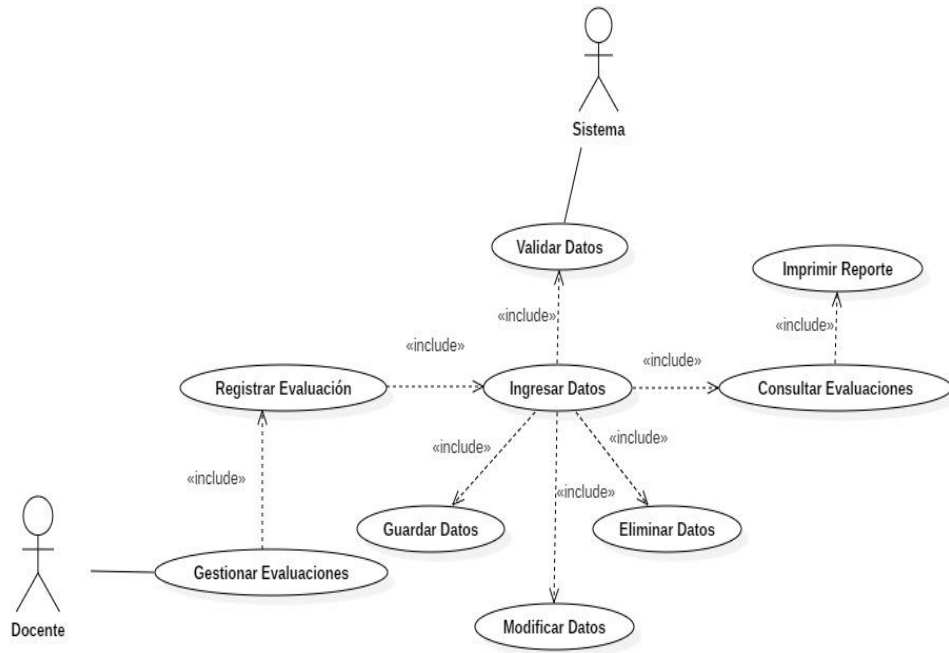 Sistema
Validar Datos
Imprimir Reporte
«include»
«include»
«include»
«include»
Registrar Evaluación
Ingresar Datos
Consultar Evaluaciones
«include»
«include»
«include»
«include»
Guardar Datos
Eliminar Datos
Gestionar Evaluaciones
Docente
Modificar Datos